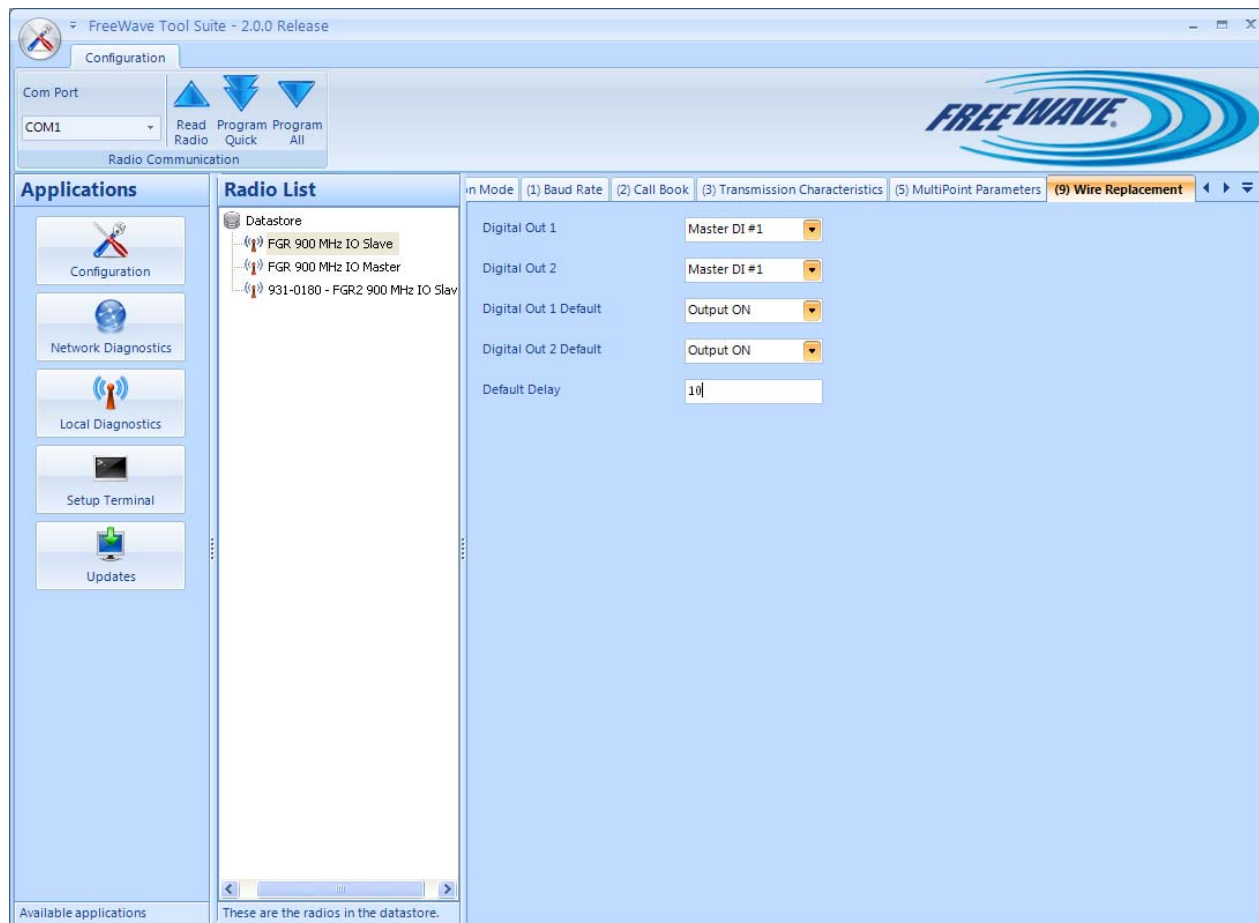 FreeWave Tool Suite - 2.0.0 Release
Configuration
Com Port
COM1
Read Radio
Program Quick
Program All
Radio Communication
FREEWAVE.
Applications
Configuration
Network Diagnostics
Local Diagnostics
Setup Terminal
Updates
Available applications
Radio List
Datastore
FGR 900 MHz IO Slave
FGR 900 MHz IO Master
931-0180 - FGR2 900 MHz IO Slav
These are the radios in the datastore.
n Mode
(1) Baud Rate
(2) Call Book
(3) Transmission Characteristics
(5) MultiPoint Parameters
(9) Wire Replacement
Digital Out 1
Master DI #1
Digital Out 2
Master DI #1
Digital Out 1 Default
Output ON
Digital Out 2 Default
Output ON
Default Delay
10